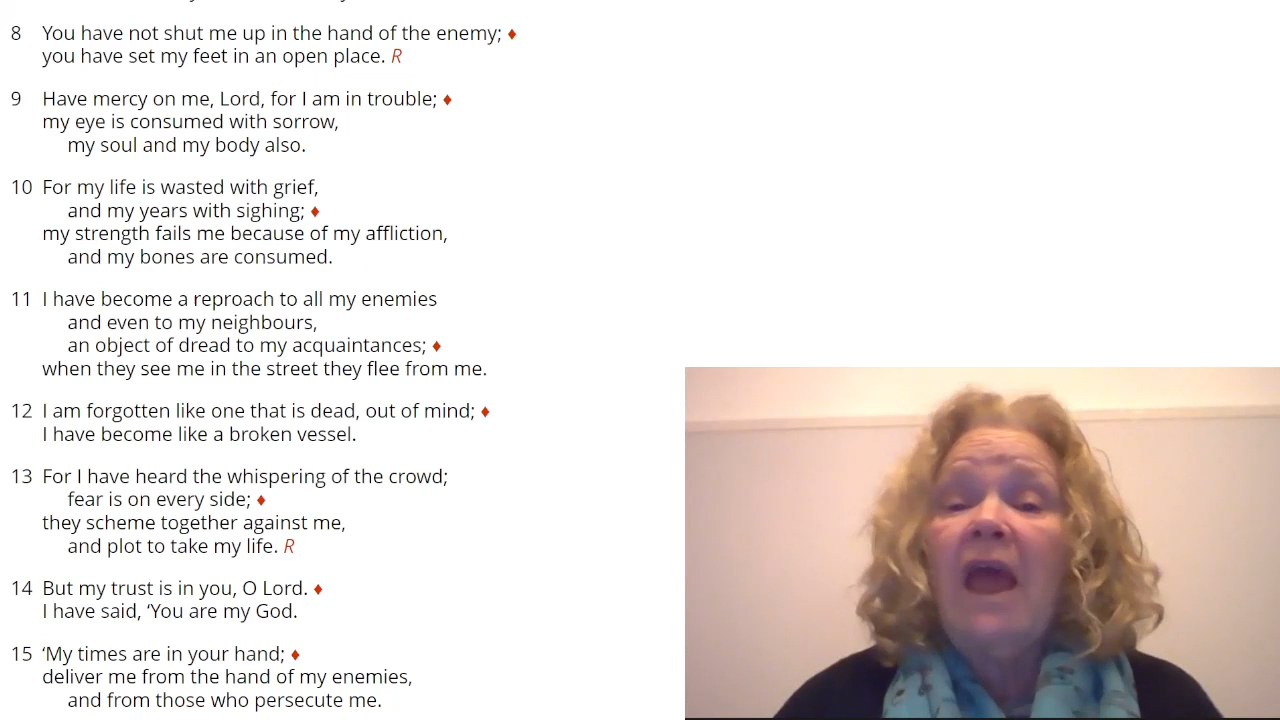 8 You have not shut me up in the hand of the enemy; ♦
you have set my feet in an open place. R
9 Have mercy on me, Lord, for I am in trouble; ♦
my eye is consumed with sorrow,
my soul and my body also.
10 For my life is wasted with grief,
and my years with sighing; ♦
my strength fails me because of my affliction,
and my bones are consumed.
11 I have become a reproach to all my enemies
and even to my neighbours,
an object of dread to my acquaintances; ♦
when they see me in the street they flee from me.
12 I am forgotten like one that is dead, out of mind; ♦
I have become like a broken vessel.
13 For I have heard the whispering of the crowd;
fear is on every side; ♦
they scheme together against me,
and plot to take my life. R
14 But my trust is in you, O Lord. ♦
I have said, ‘You are my God.
15 ‘My times are in your hand; ♦
deliver me from the hand of my enemies,
and from those who persecute me.